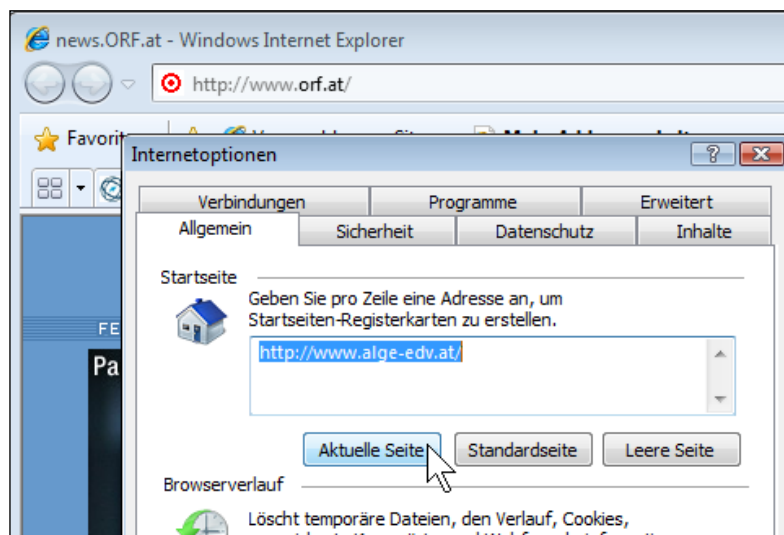 news.ORF.at - Windows Internet Explorer
http://www.orf.at/
Internetoptionen
Verbindungen Programme Erweitert
Allgemein Sicherheit Datenschutz Inhalte
Startseite
Geben Sie pro Zeile eine Adresse an, um
Startseiten-Registerkarten zu erstellen.
FE
http://www.alge-edv.at/
Pa
Aktuelle Seite Standardseite Leere Seite
Browserverlauf
Löscht temporäre Dateien, den Verlauf, Cookies,